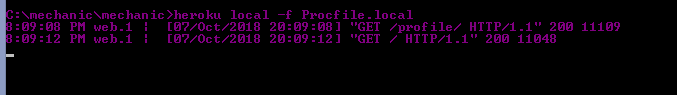 C:\mechanic\mechanic>heroku local -f Procfile.local
8:09:08 PM web.1 |  [07/Oct/2018 20:09:08] "GET /profile/ HTTP/1.1" 200 11109
8:09:12 PM web.1 |  [07/Oct/2018 20:09:12] "GET / HTTP/1.1" 200 11048